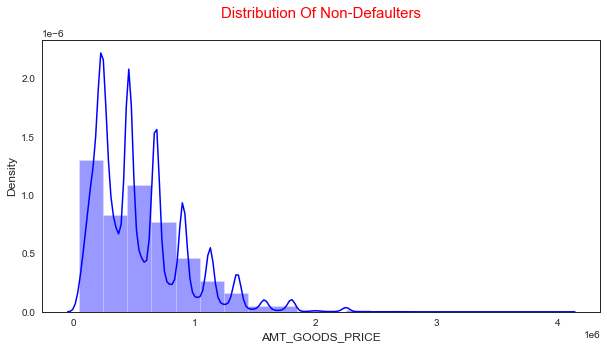 Distribution Of Non-Defaulters
1e−6
2.0
1.5
1.0
0.5
0.0
Density
0 1 2 3 4
1e6
AMT_GOODS_PRICE